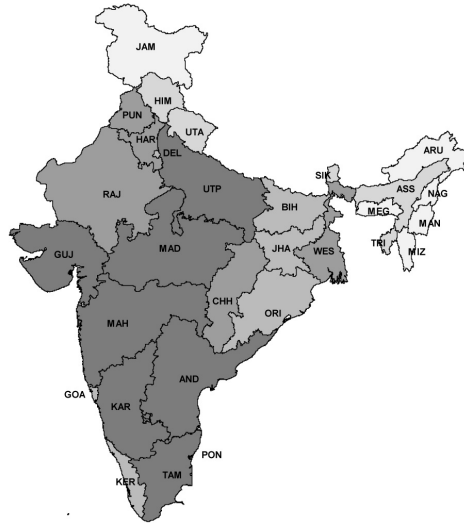 JAM
HIM
PUN
UTA
HAR
DEL
ARU
SIK
ASS
NAG
RAJ
UTP
BIH
MEG
MAN
TRI
MIZ
GUJ
MAD
JHA
WES
CHH
ORI
MAH
AND
GOA
KAR
PON
KER
TAM